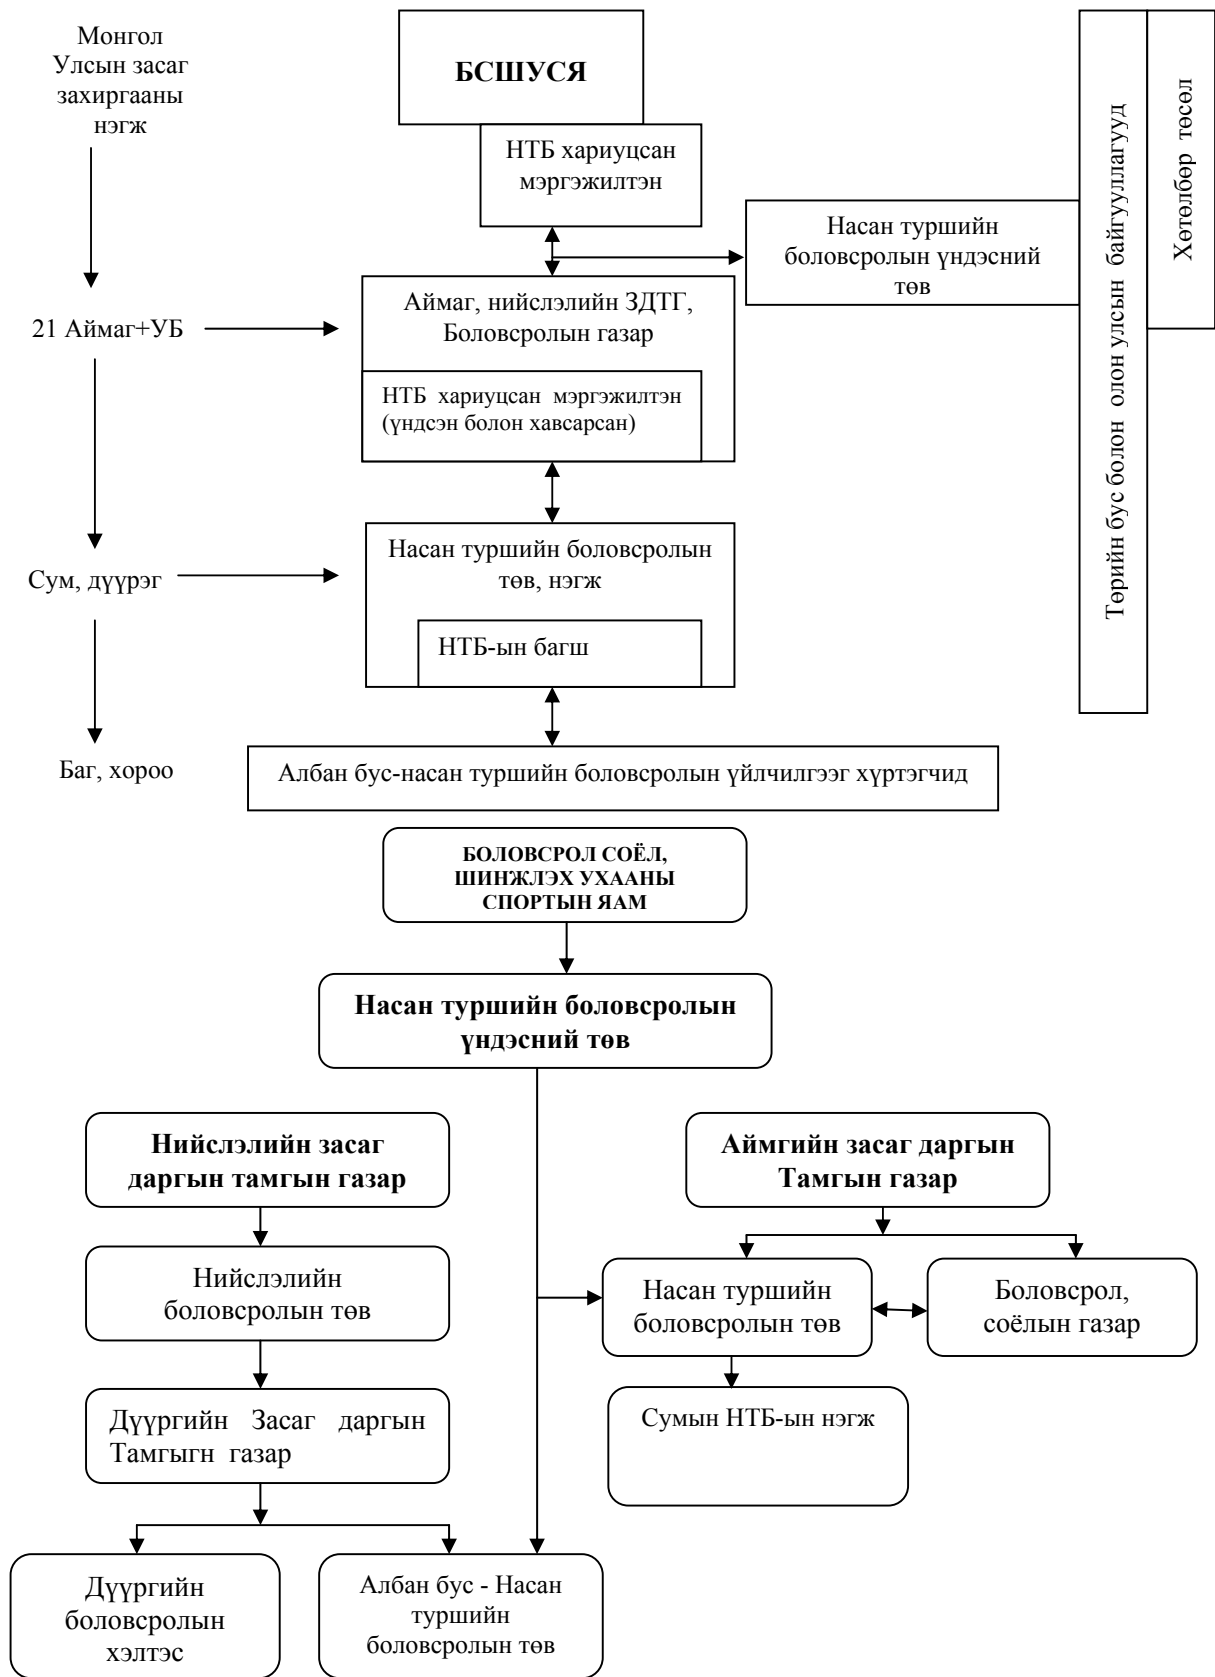 Монгол
Улсын засаг
захиргааны
нэгж
БСШУСЯ
НТБ хариуцсан
мэргэжилтэн
Насан туршийн
боловсролын үндэсний
төв
Төрийн бус болон олон улсын байгууллагууд
Хөтөлбөр төсөл
21 Аймаг+УБ
Аймаг, нийслэлийн ЗДТГ,
Боловсролын газар
НТБ хариуцсан мэргэжилтэн
(үндсэн болон хавсарсан)
Сум, дүүрэг
Насан туршийн боловсролын
төв, нэгж
НТБ-ын багш
Баг, хороо
Албан бус-насан туршийн боловсролын үйлчилгээг хүртэгчид
БОЛОВСРОЛ СОЁЛ,
ШИНЖЛЭХ УХААНЫ
СПОРТЫН ЯАМ
Насан туршийн боловсролын
үндэсний төв
Нийслэлийн засаг
даргын тамгын газар
Аймгийн засаг даргын
Тамгын газар
Нийслэлийн
боловсролын төв
Насан туршийн
боловсролын төв
Боловсрол,
соёлын газар
Дүүргийн Засаг даргын
Тамгыгн газар
Сумын НТБ-ын нэгж
Дүүргийн
боловсролын
хэлтэс
Албан бус - Насан
туршийн
боловсролын төв